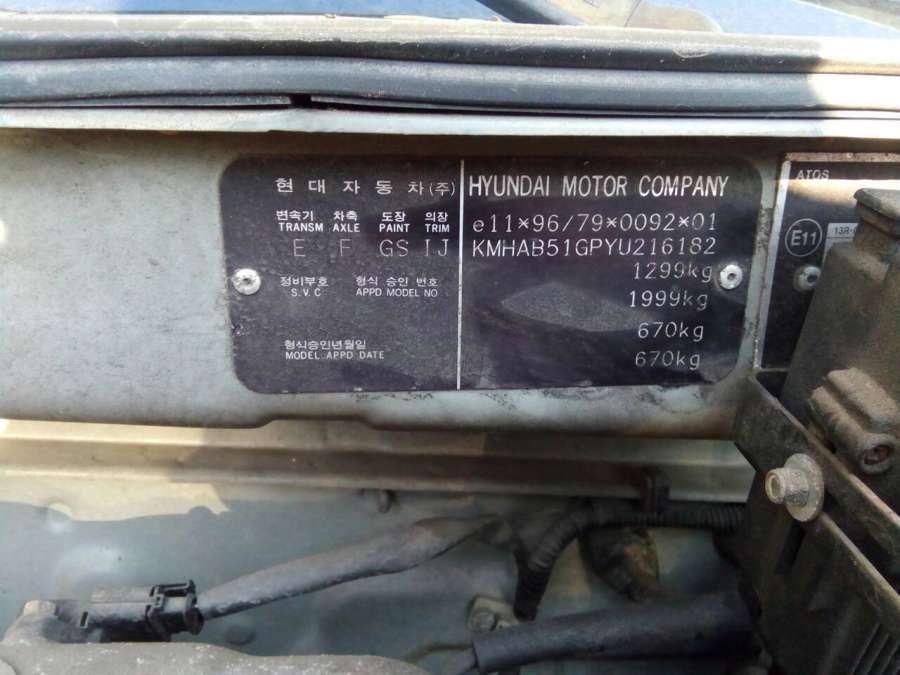 현대자동차(주)
변속기 차축 도장 의장
TRANSM AXLE PAINT TRIM
E F GS IJ
정비부호 형식 승인 번호
S.V.C APPD MODEL NO
형식승인년월일
MODEL APPD DATE
HYUNDAI MOTOR COMPANY
e11*96/79*0092*01
KMHAB51GPYU216182
1299kg
1999kg
670kg
670kg
ATOS
E11